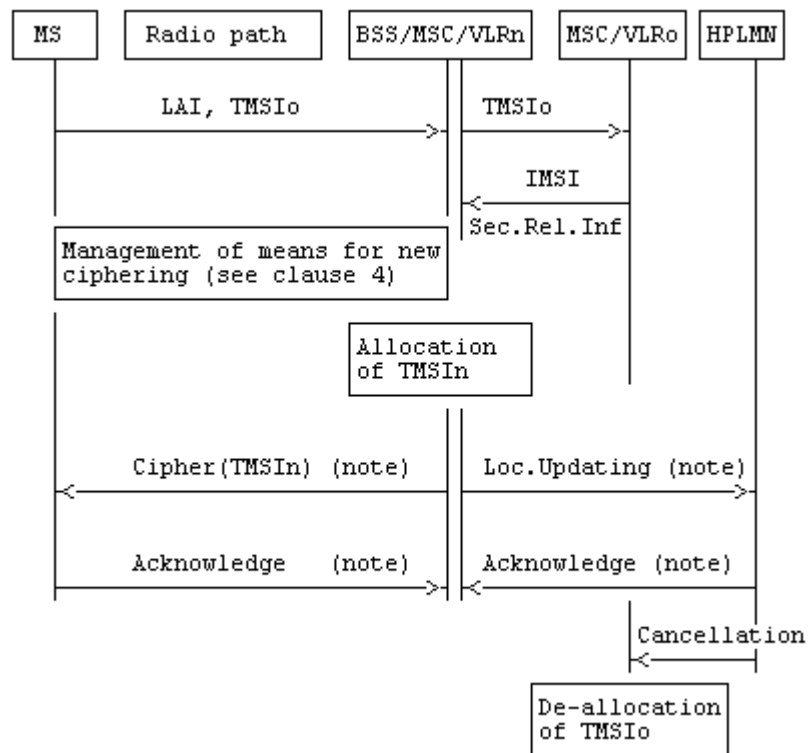 MS Radio path BSS/MSC/VLRn MSC/VLRo HPLMN
LAI, TMSIo TMSIo
IMSI
Sec.Rel.Inf
Management of means for new
ciphering (see clause 4)
Allocation
of TMSIn
Cipher(TMSIn) (note) Loc.Updating (note)
Acknowledge (note) Acknowledge (note)
Cancellation
De-allocation
of TMSIo